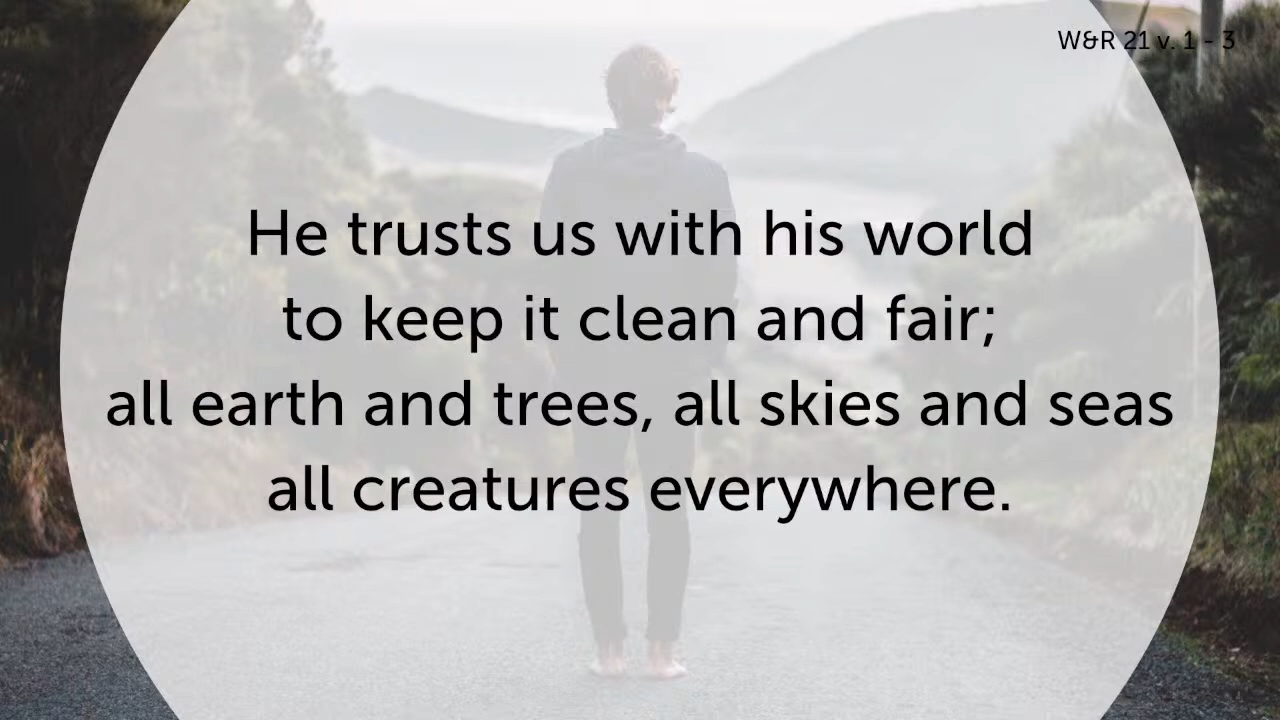 W&R 21 v. 1 - 3
He trusts us with his world
to keep it clean and fair;
all earth and trees, all skies and seas
all creatures everywhere.